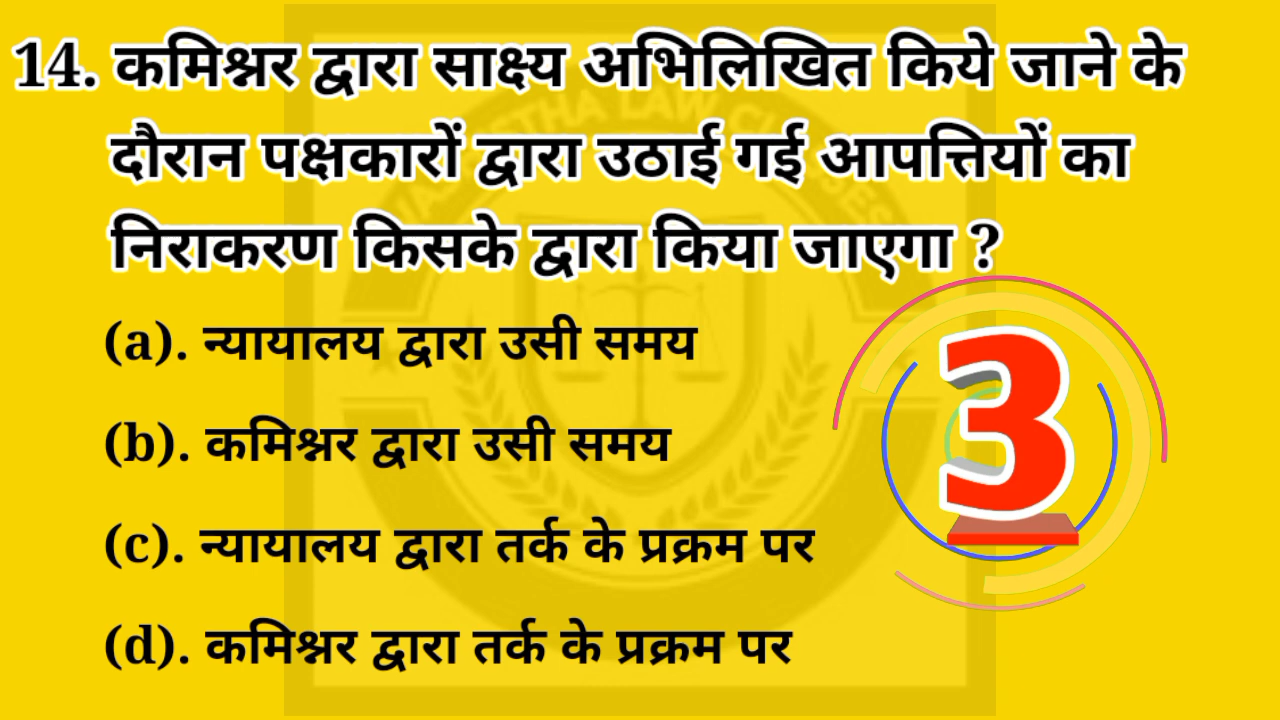 14. कमिश्नर द्वारा साक्ष्य अभिलिखित किये जाने के
दौरान पक्षकारों द्वारा उठाई गई आपत्तियों का
निराकरण किसके द्वारा किया जाएगा ?
(a). न्यायालय द्वारा उसी समय
(b). कमिश्नर द्वारा उसी समय
3
(c). न्यायालय द्वारा तर्क के प्रक्रम पर
(d). कमिश्नर द्वारा तर्क के प्रक्रम पर